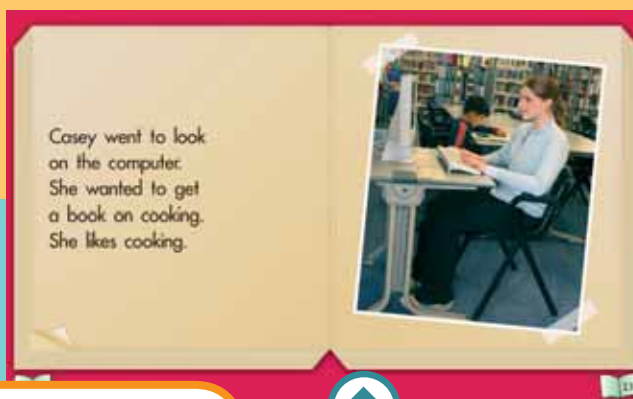 Casey went to look
on the computer.
She wanted to get
a book on cooking.
She likes cooking.